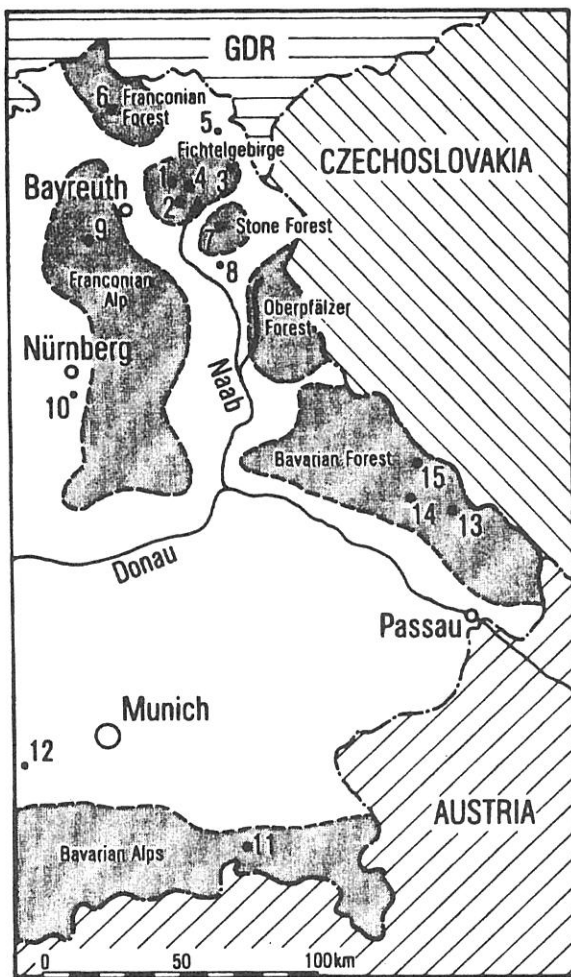 GDR
6 Franconian
Forest
5
Fichtelgebirge
CZECHOSLOVAKIA
1 4 3
Bayreuth
2
Stone Forest
7
9
8
Franconian
Alp
Oberpfälzer
Forest
Nürnberg
Naab
10
Bavarian Forest
15
14 13
Donau
Passau
Munich
12
AUSTRIA
11
Bavarian Alps
0 50 100km